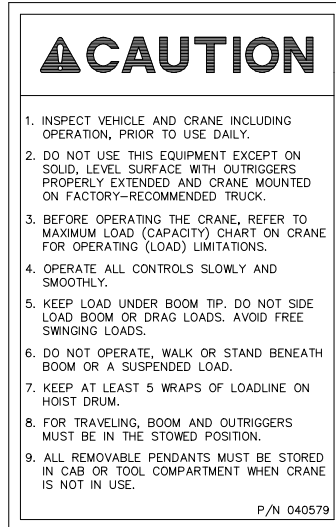 CAUTION
1. INSPECT VEHICLE AND CRANE INCLUDING
OPERATION, PRIOR TO USE DAILY.
2. DO NOT USE THIS EQUIPMENT EXCEPT ON
SOLID, LEVEL SURFACE WITH OUTRIGGERS
PROPERLY EXTENDED AND CRANE MOUNTED
ON FACTORY-RECOMMENDED TRUCK.
3. BEFORE OPERATING THE CRANE, REFER TO
MAXIMUM LOAD (CAPACITY) CHART ON CRANE
FOR OPERATING (LOAD) LIMITATIONS.
4. OPERATE ALL CONTROLS SLOWLY AND
SMOOTHLY.
5. KEEP LOAD UNDER BOOM TIP. DO NOT SIDE
LOAD BOOM OR DRAG LOADS. AVOID FREE
SWINGING LOADS.
6. DO NOT OPERATE, WALK OR STAND BENEATH
BOOM OR A SUSPENDED LOAD.
7. KEEP AT LEAST 5 WRAPS OF LOADLINE ON
HOIST DRUM.
8. FOR TRAVELING, BOOM AND OUTRIGGERS
MUST BE IN THE STOWED POSITION.
9. ALL REMOVABLE PENDANTS MUST BE STORED
IN CAB OR TOOL COMPARTMENT WHEN CRANE
IS NOT IN USE.
P/N 040579